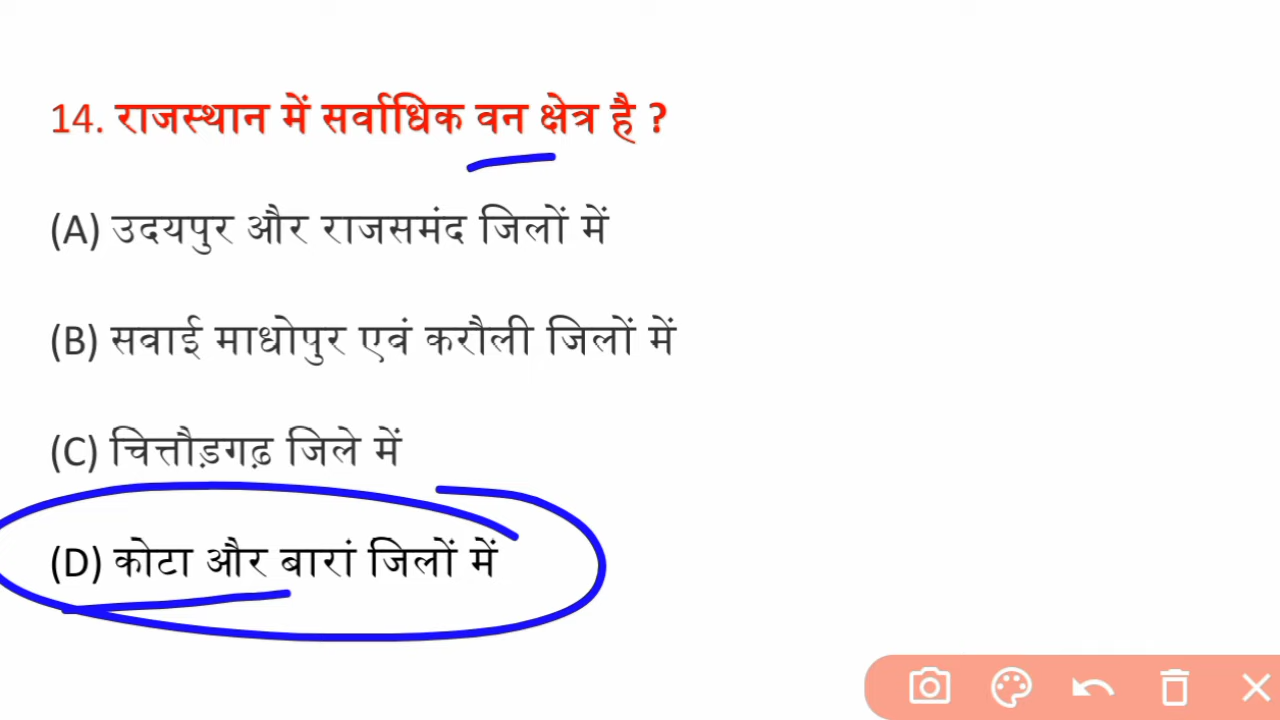 14. राजस्थान में सर्वाधिक वन क्षेत्र है ?
(A) उदयपुर और राजसमंद जिलों में
(B) सवाई माधोपुर एवं करौली जिलों में
(C) चित्तौड़गढ़ जिले में
(D) कोटा और बारां जिलों में